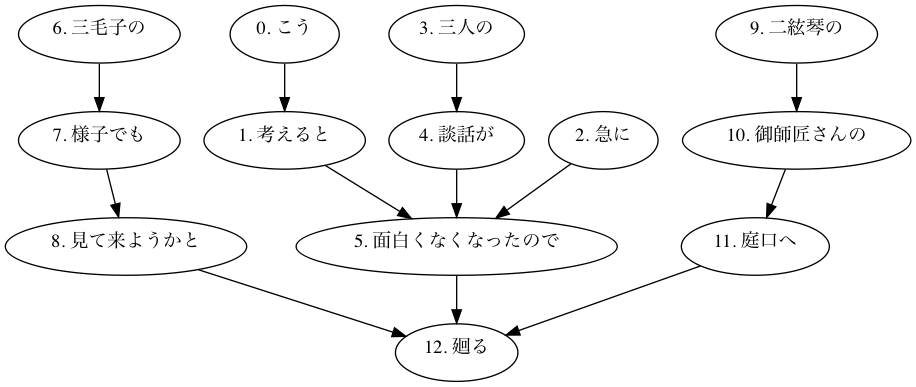 6. 三毛子の
0. こう
3. 三人の
9. 二絃琴の
7. 様子でも
1. 考えると
4. 談話が
2. 急に
10. 御師匠さんの
8. 見て来ようかと
5. 面白くなくなったので
11. 庭口へ
12. 廻る